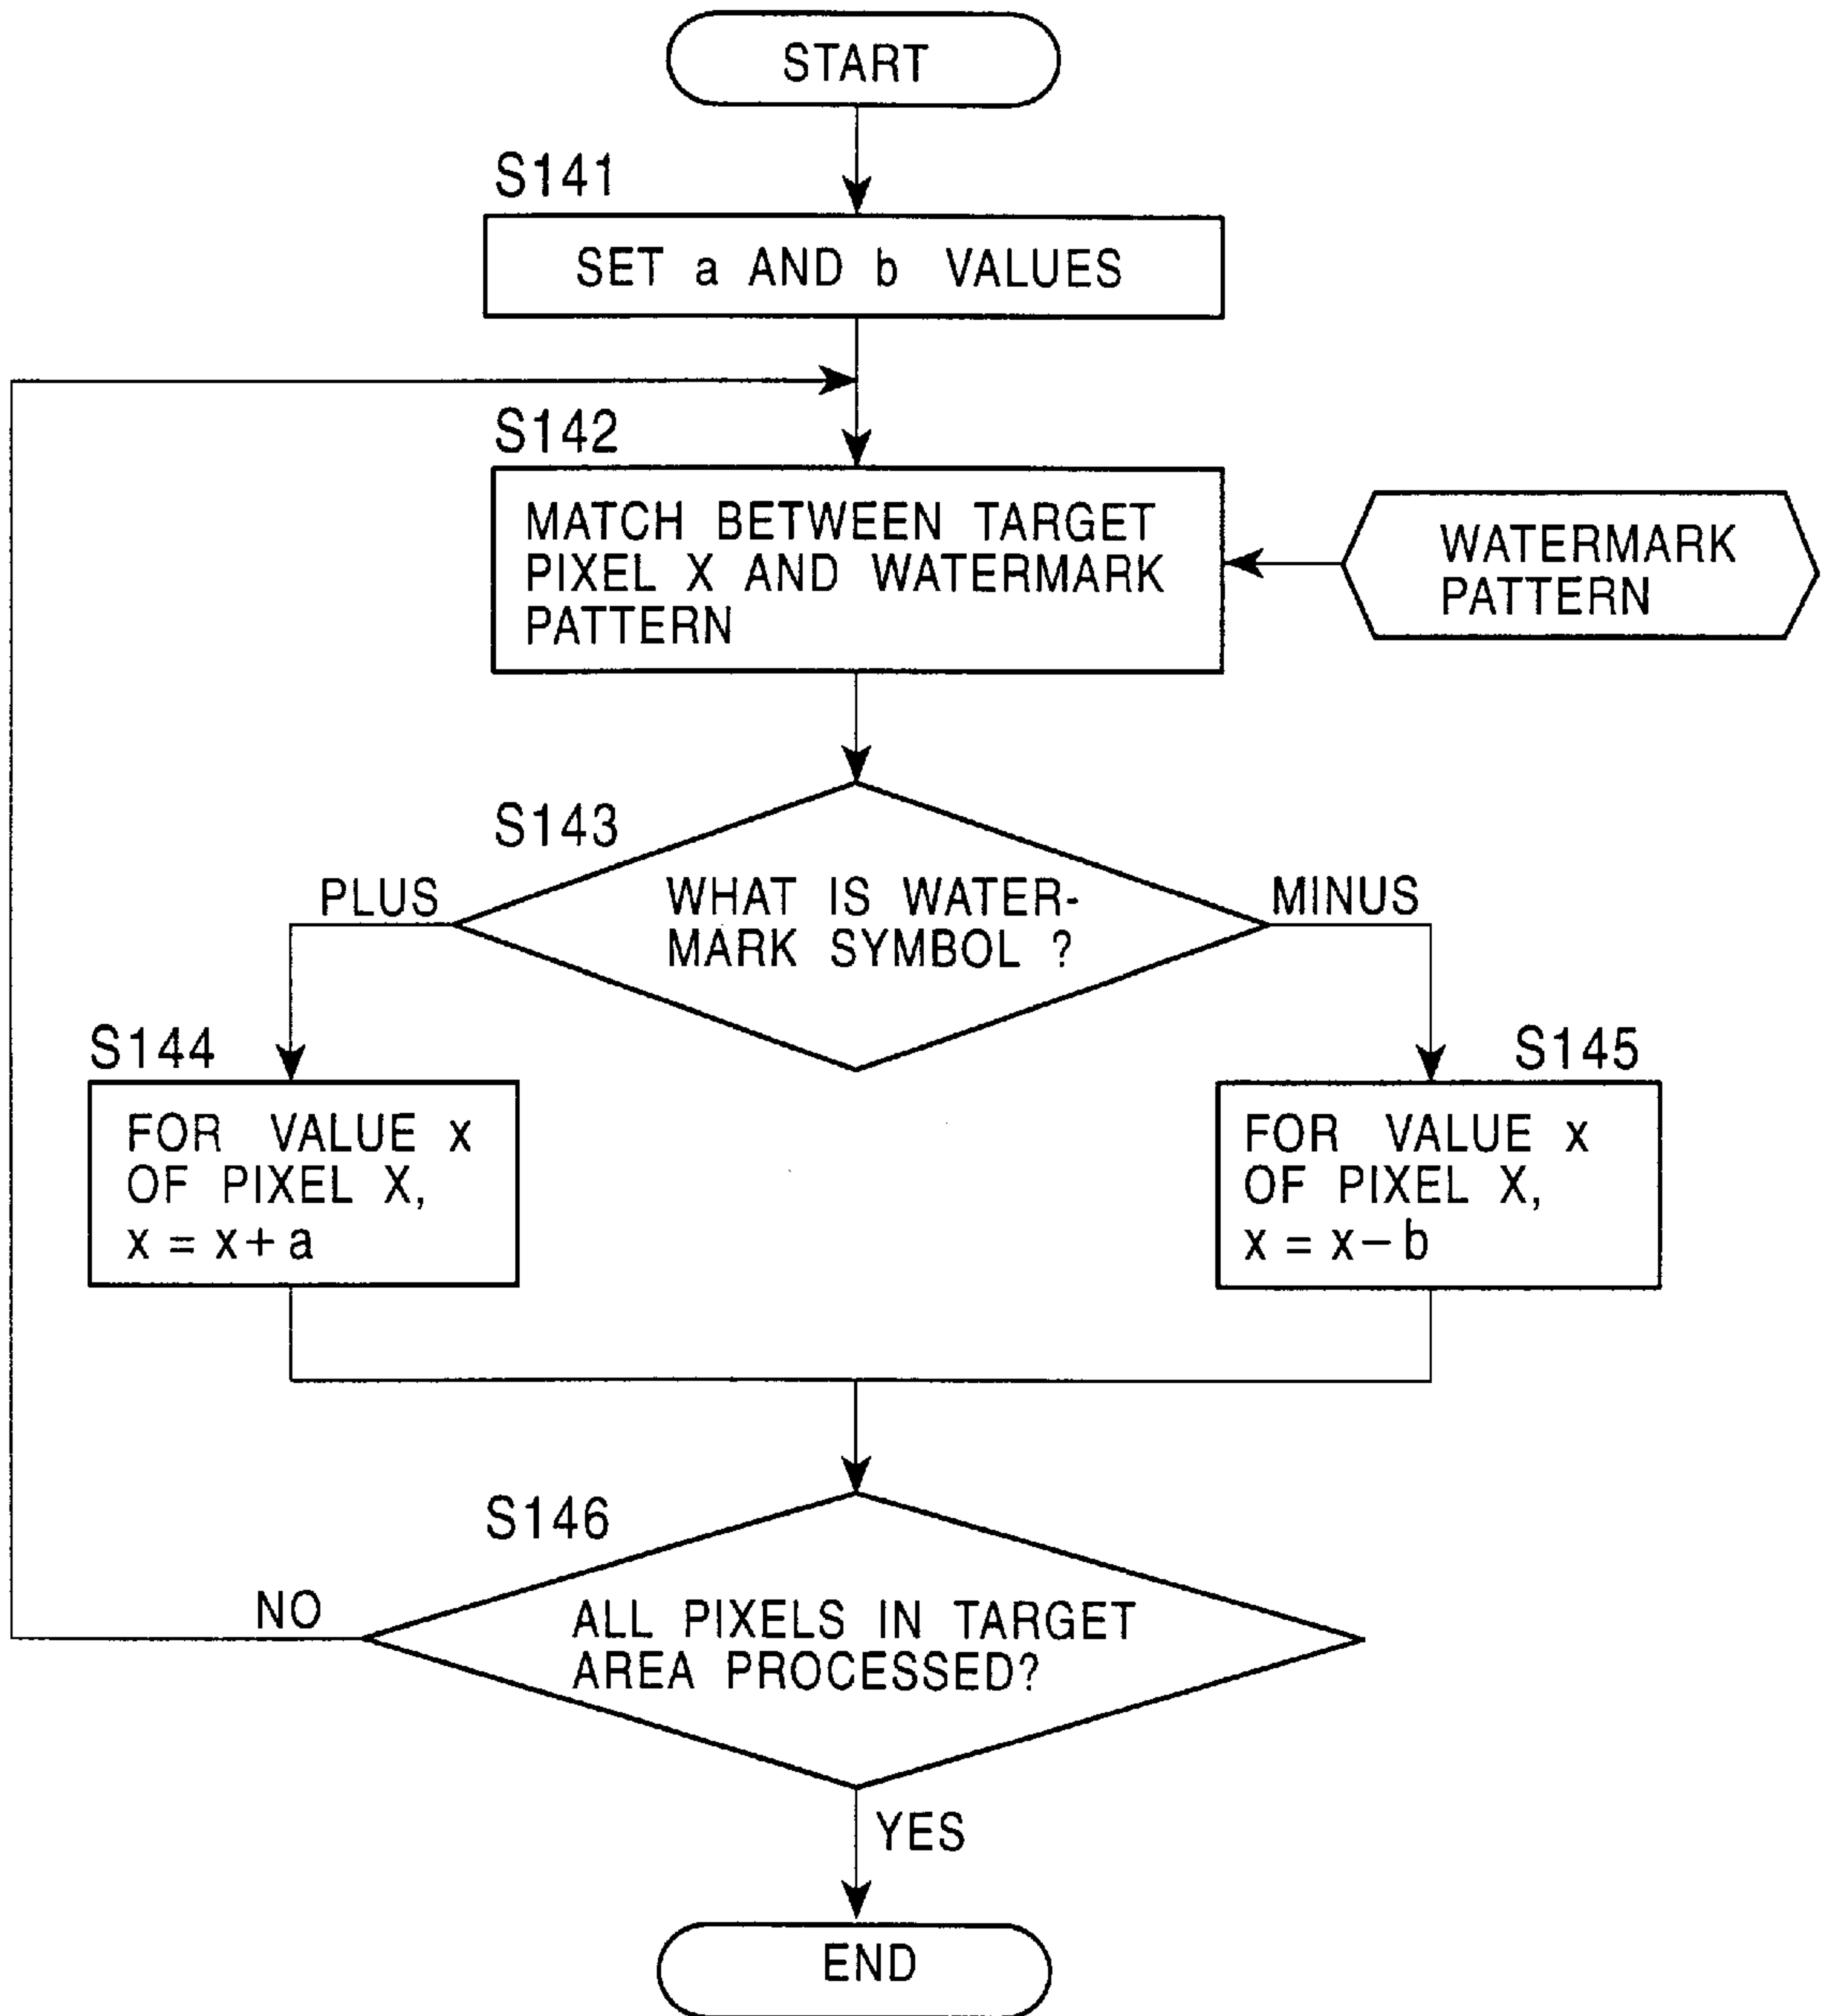 START
S141
SET a AND b VALUES
S142
MATCH BETWEEN TARGET
PIXEL X AND WATERMARK
PATTERN
WATERMARK
PATTERN
S143
WHAT IS WATER-
MARK SYMBOL ?
PLUS
MINUS
S144
FOR VALUE x
OF PIXEL X,
x = x+a
S145
FOR VALUE x
OF PIXEL X,
x = x−b
S146
ALL PIXELS IN TARGET
AREA PROCESSED?
NO
YES
END